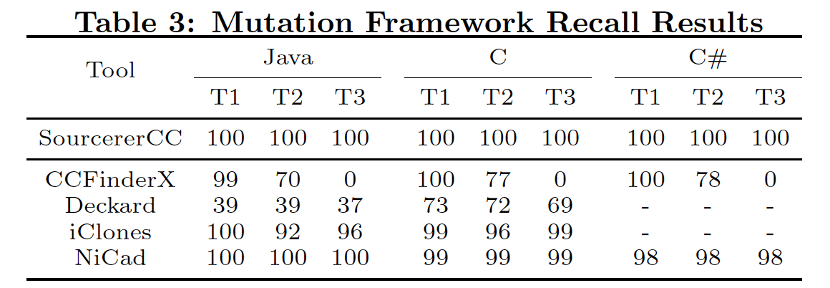 Table 3: Mutation Framework Recall Results
Tool Java C C#
T1 T2 T3 T1 T2 T3 T1 T2 T3
SourcererCC 100 100 100 100 100 100 100 100 100
CCFinderX 99 70 0 100 77 0 100 78 0
Deckard 39 39 37 73 72 69 - - -
iClones 100 92 96 99 96 99 - - -
NiCad 100 100 100 99 99 99 98 98 98